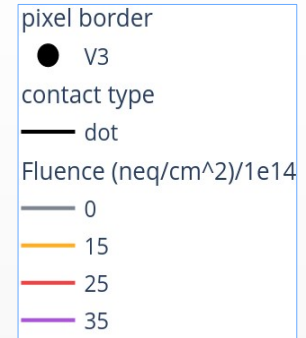 pixel border
V3
contact type
dot
Fluence (neq/cm^2)/1e14
0
15
25
35